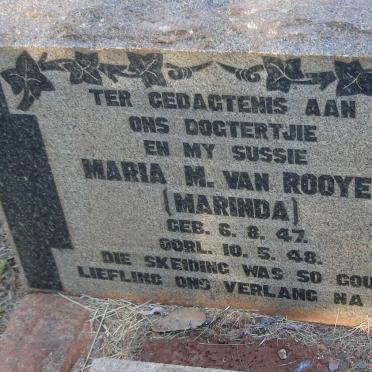 TER GEDAGTENIS AAN
ONS DOGTERTJIE
EN MY SUSSIE
MARIA M. VAN ROOYE
(MARINDA)
GEB. 6. 8. 47.
OORL. 10. 5. 48.
DIE SKEIDING WAS SO GOU
LIEFLING ONS VERLANG NA